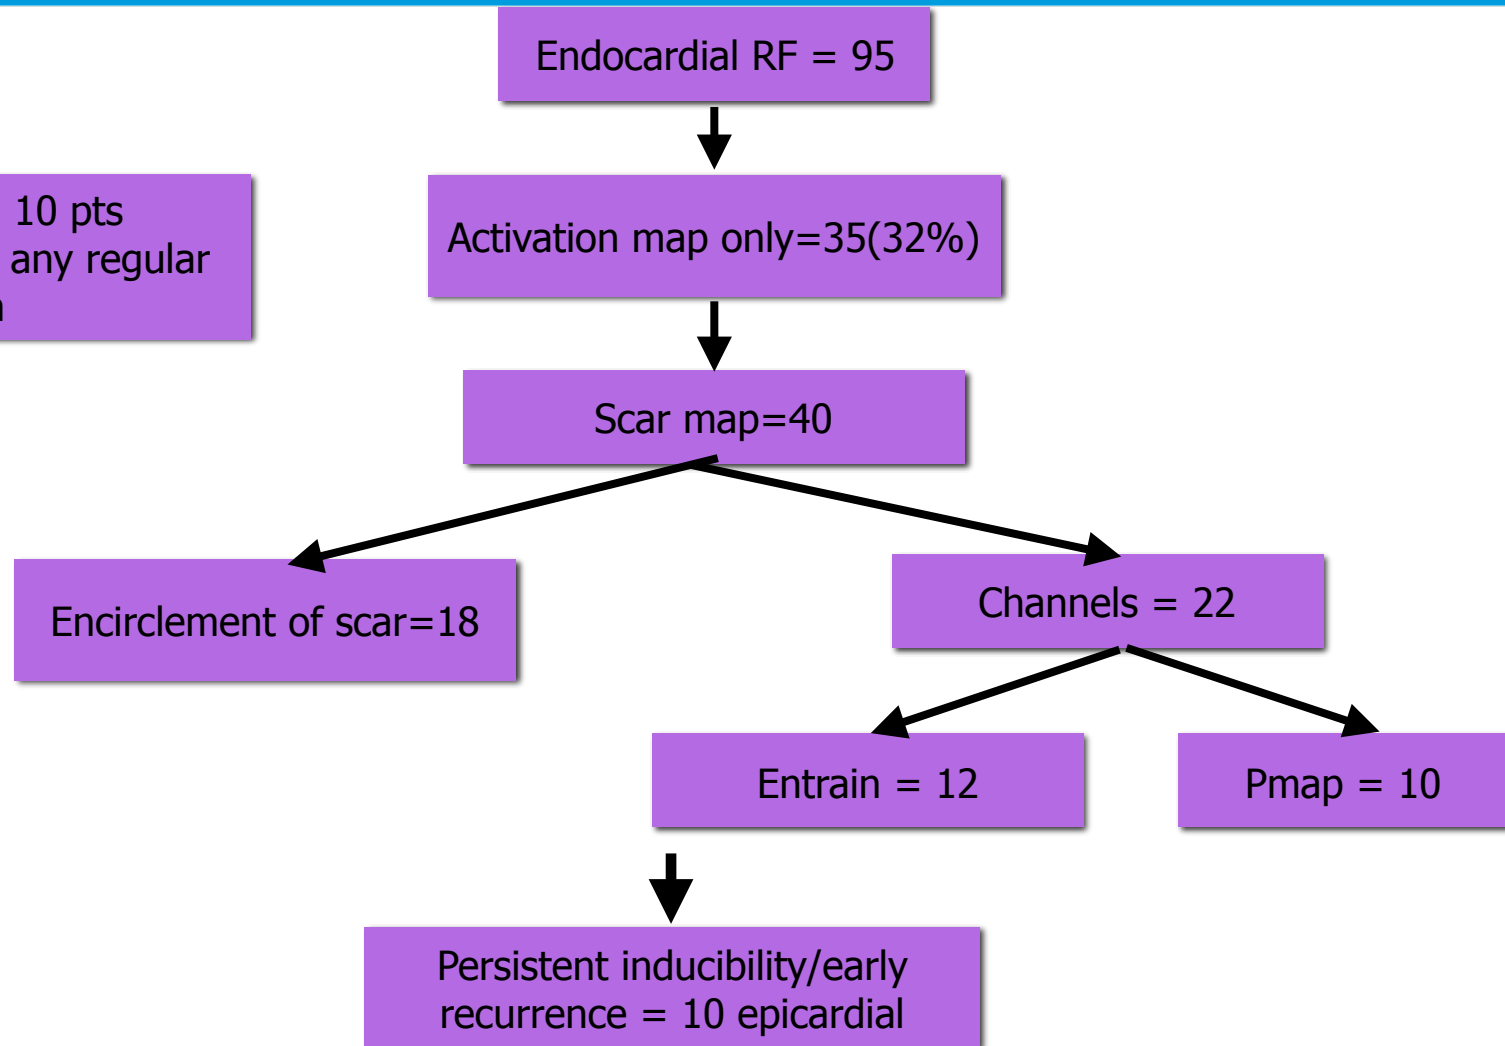 Endocardial RF = 95
10 pts
any regular
Activation map only=35(32%)
Scar map=40
Encirclement of scar=18
Channels = 22
Entrain = 12
Pmap = 10
Persistent inducibility/early
recurrence = 10 epicardial